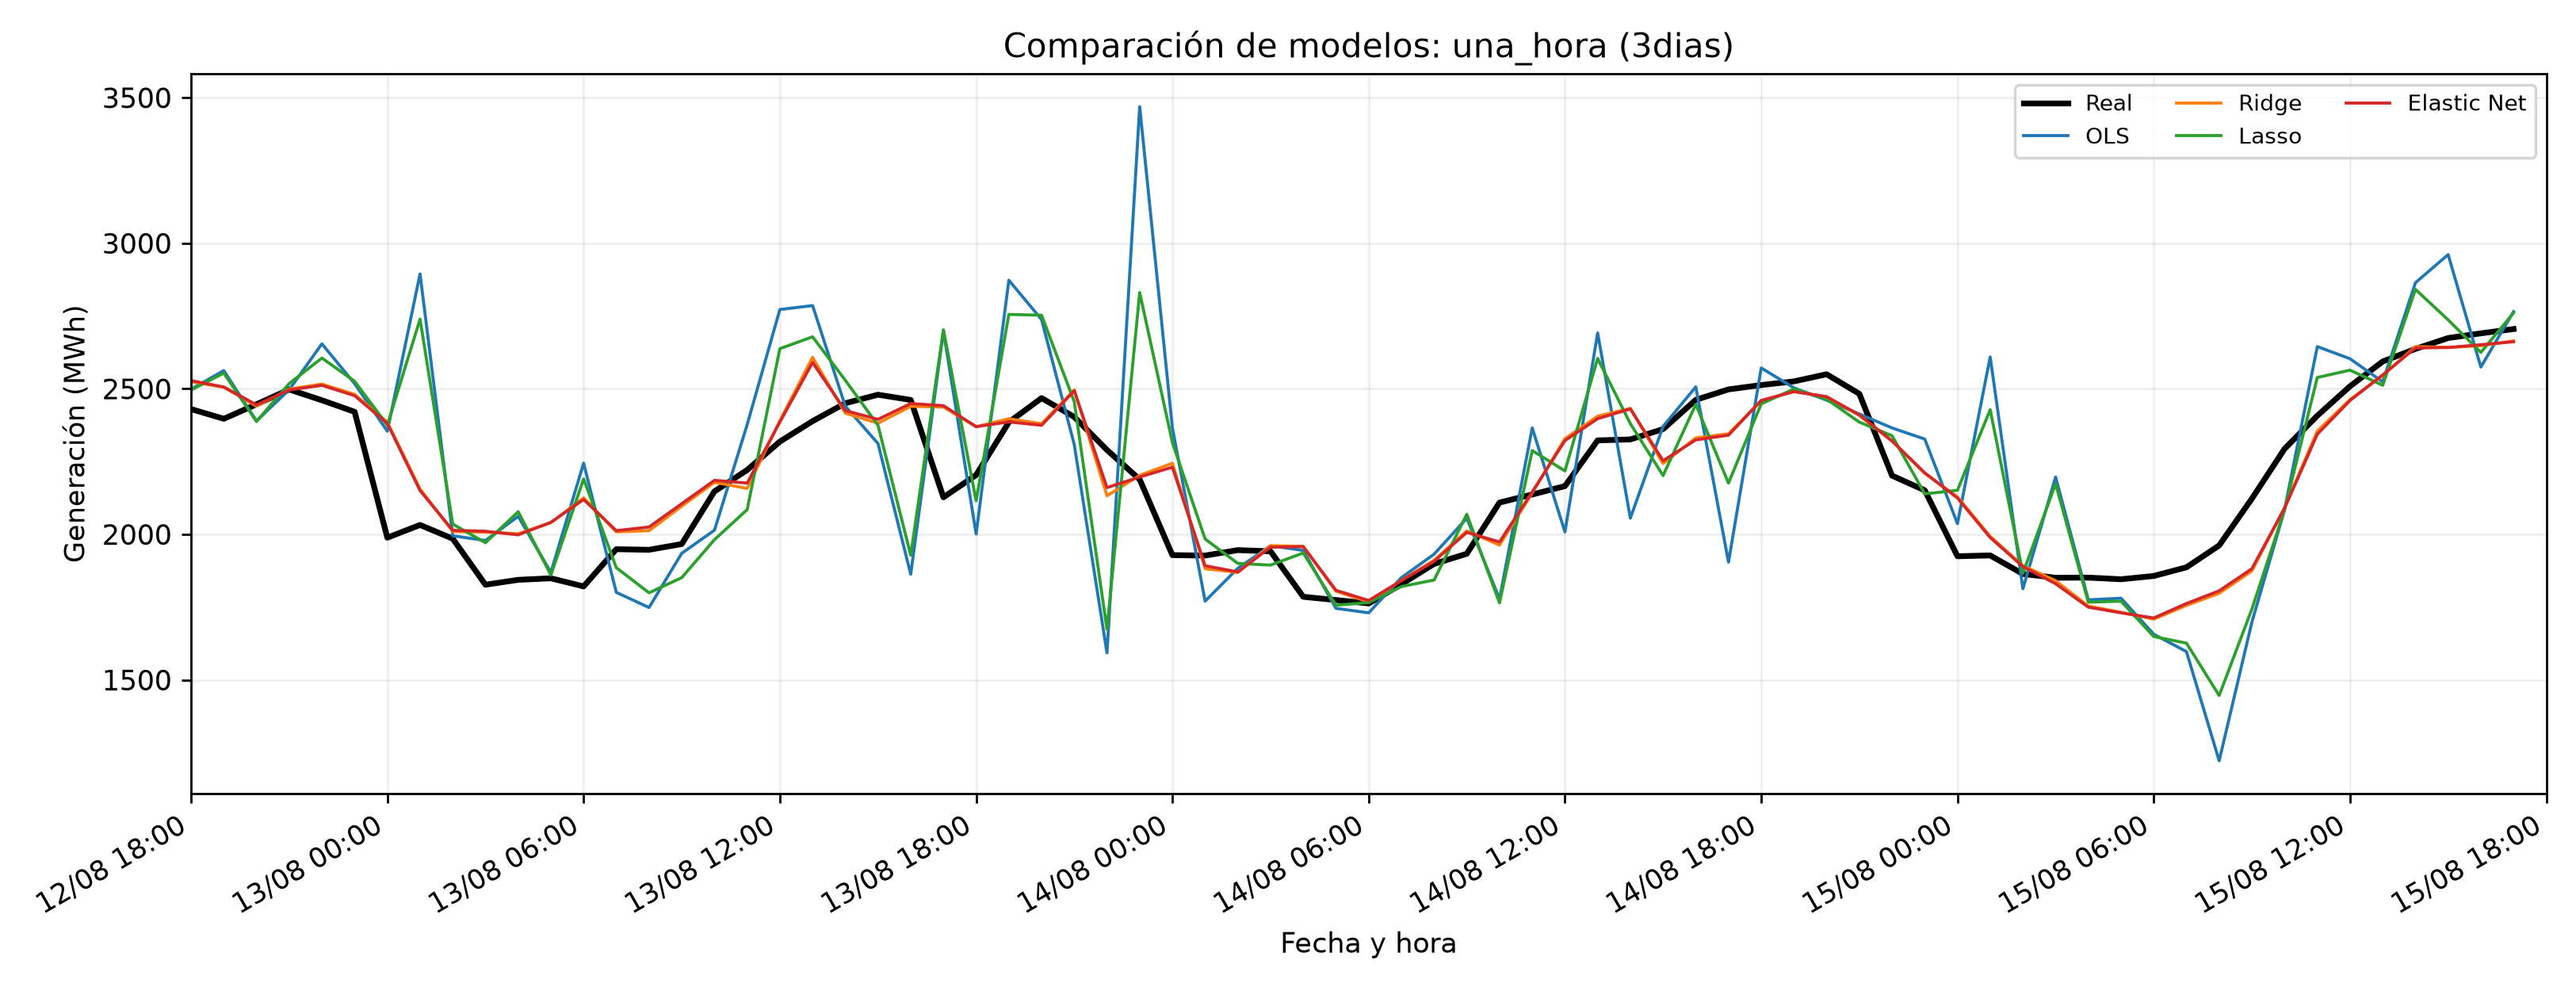 Comparación de modelos: una_hora (3dias)
Real
OLS
Ridge
Lasso
Elastic Net
Generación (MWh)
3500
3000
2500
2000
1500
12/08 18:00
13/08 00:00
13/08 06:00
13/08 12:00
13/08 18:00
14/08 00:00
14/08 06:00
14/08 12:00
14/08 18:00
15/08 00:00
15/08 06:00
15/08 12:00
15/08 18:00
Fecha y hora